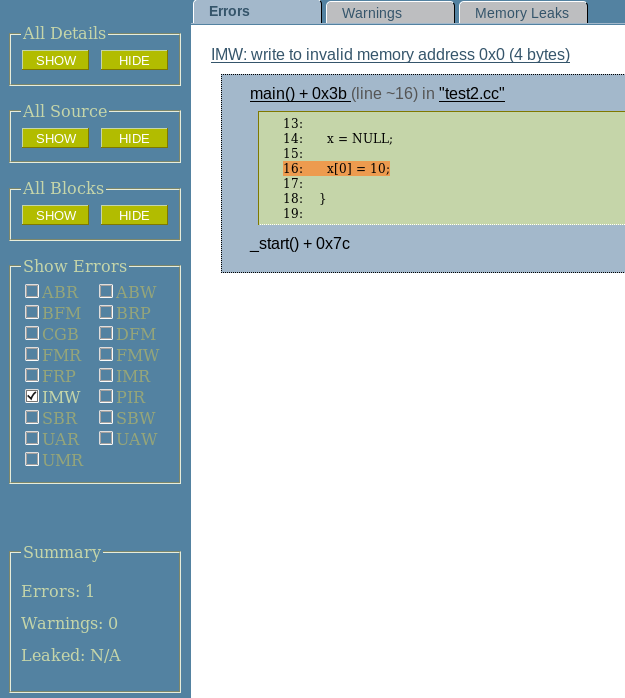 All Details
SHOW HIDE
All Source
SHOW HIDE
All Blocks
SHOW HIDE
Show Errors
ABR ABW
BFM BRP
CGB DFM
FMR FMW
FRP IMR
IMW PIR
SBR SBW
UAR UAW
UMR
Summary
Errors: 1
Warnings: 0
Leaked: N/A
Errors Warnings Memory Leaks
IMW: write to invalid memory address 0x0 (4 bytes)
main() + 0x3b (line ~16) in "test2.cc"
13:
14: x = NULL;
15:
16: x[0] = 10;
17:
18: }
19:
_start() + 0x7c